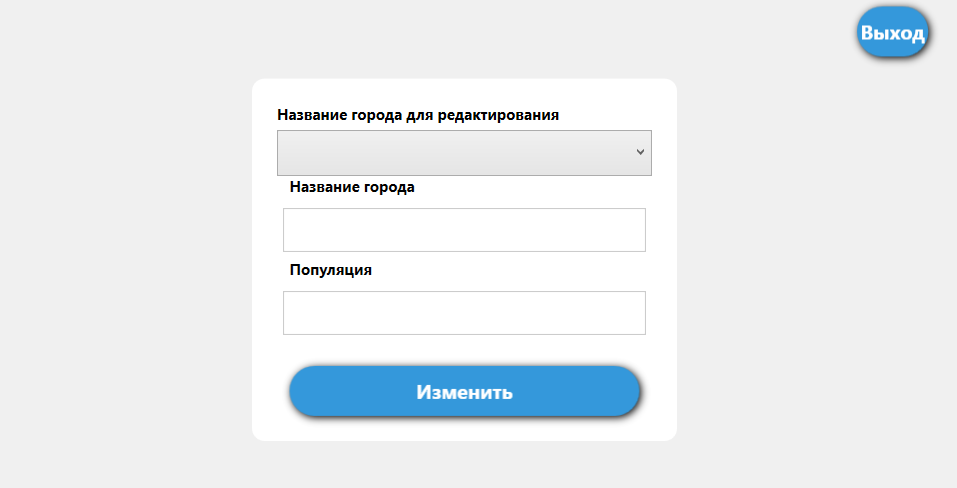 Выход
Название города для редактирования
Название города
Популяция
Изменить